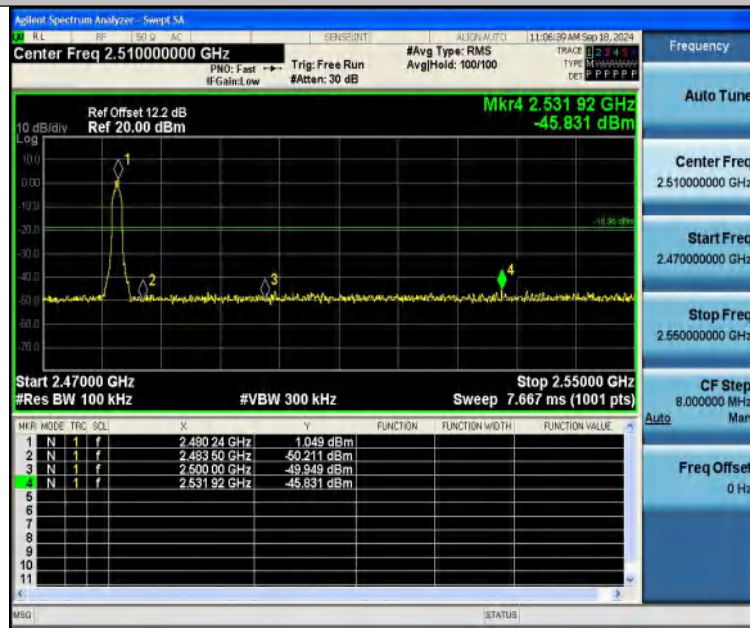 Agilent Spectrum Analyzer - Swept SA
LXI RL RF 50 Ω AC SENSE:INT ALIGN AUTO 11:06:39 AM Sep 18, 2024
Center Freq 2.510000000 GHz
PNO: Fast
IFGain:Low
Trig: Free Run
#Atten: 30 dB
#Avg Type: RMS
Avg|Hold: 100/100
TRACE 1 2 3 4 5
TYPE M
DET P P P P P P
Mkr4 2.531 92 GHz
-45.831 dBm
Ref Offset 12.2 dB
10 dB/div Ref 20.00 dBm
Log
10.0
0.00
-10.0
-20.0
-30.0
-40.0
-50.0
-60.0
-70.0
1
2
3
4
Start 2.47000 GHz Stop 2.55000 GHz
#Res BW 100 kHz #VBW 300 kHz Sweep 7.667 ms (1001 pts)
MKR MODE TRC SCL X Y FUNCTION FUNCTION WIDTH FUNCTION VALUE
1 N 1 f 2.480 24 GHz 1.049 dBm
2 N 1 f 2.483 50 GHz -50.211 dBm
3 N 1 f 2.500 00 GHz -49.949 dBm
4 N 1 f 2.531 92 GHz -45.831 dBm
5
6
7
8
9
10
11
MSG STATUS
Frequency
Auto Tune
Center Freq
2.510000000 GHz
Start Freq
2.470000000 GHz
Stop Freq
2.550000000 GHz
CF Step
8.000000 MHz
Auto Man
Freq Offset
0 Hz